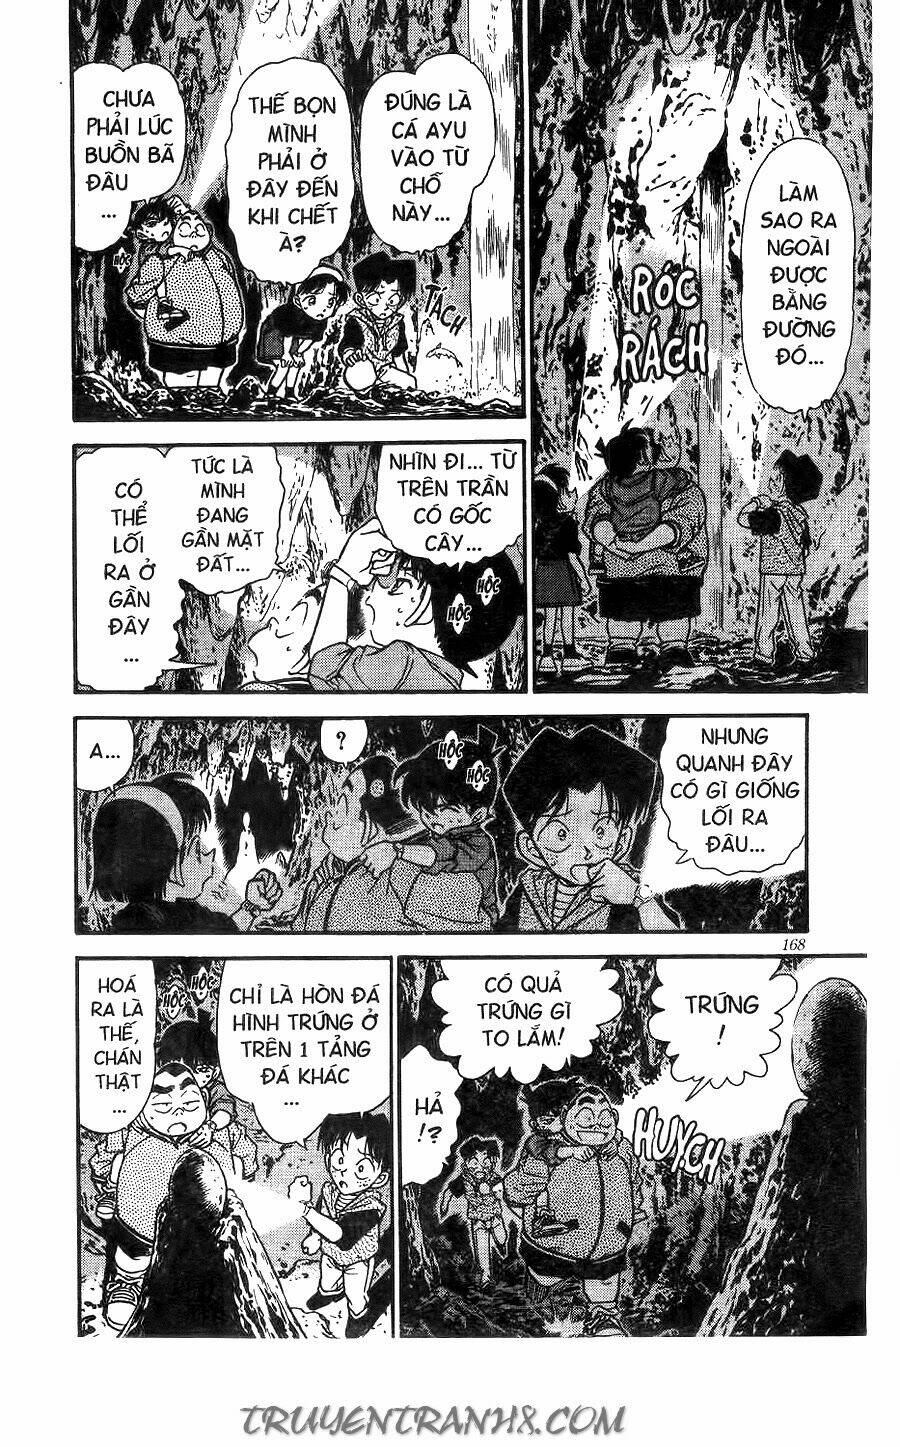 LÀM
SAO RA
NGOÀI
ĐƯỢC
BẰNG
ĐƯỜNG
ĐÓ...
RÓC
RÁCH
ĐÚNG LÀ
CÁ AYU
VÀO TỪ
CHỖ
NÀY...
THẾ BỌN
MÌNH
PHẢI Ở
ĐÂY ĐẾN
KHI CHẾT
À?
CHƯA
PHẢI LÚC
BUỒN BÃ
ĐÂU
...
HỘC
TÁCH
NHÌN ĐI... TỪ
TRÊN TRẦN
CÓ GỐC
CÂY...
TỨC LÀ
MÌNH
ĐANG
GẦN MẶT
ĐẤT...
CÓ
THỂ
LỐI
RA Ở
GẦN
ĐÂY
...
HỘC
HỘC
NHƯNG
QUANH ĐÂY
CÓ GÌ GIỐNG
LỐI RA
ĐÂU...
HỘC
HỘC
?
A...
168
TRỨNG
!
CÓ QUẢ
TRỨNG GÌ
TO LẮM!
HẢ
!?
HUỲCH
CHỈ LÀ HÒN ĐÁ
HÌNH TRỨNG Ở
TRÊN 1 TẢNG
ĐÁ KHÁC
...
HỘC
HỘC
HOÁ
RA LÀ
THẾ,
CHÁN
THẬT
...
TRUYENTRANH8.COM